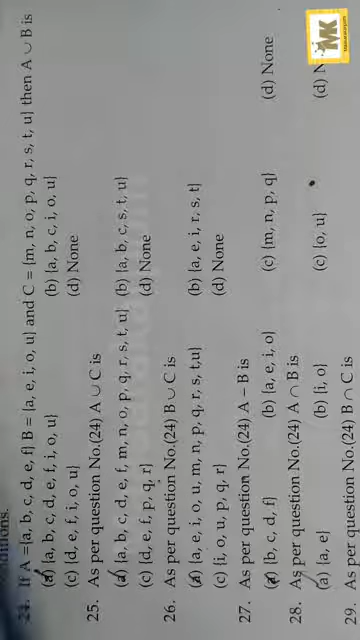 24. If A = {a, b, c, d, e, f} B = {a, e, i, o, u} and C = {m, n, o, p, q, r, s, t, u} then A ∪ B is
(a) {a, b, c, d, e, f, i, o, u} (b) {a, b, c, i, o, u}
(c) {d, e, f, i, o, u} (d) None
25. As per question No.(24) A ∪ C is
(a) {a, b, c, d, e, f, m, n, o, p, q, r, s, t, u} (b) {a, b, c, s, t, u}
(c) {d, e, f, p, q, r} (d) None
26. As per question No.(24) B ∪ C is
(a) {a, e, i, o, u, m, n, p, q, r, s, t,u} (b) {a, e, i, r, s, t}
(c) {i, o, u, p, q, r} (d) None
27. As per question No.(24) A – B is
(a) {b, c, d, f} (b) {a, e, i, o} (c) {m, n, p, q} (d) None
28. As per question No.(24) A ∩ B is
(a) {a, e} (b) {i, o} (c) {o, u} (d) N
29. As per question No.(24) B ∩ C is
MK